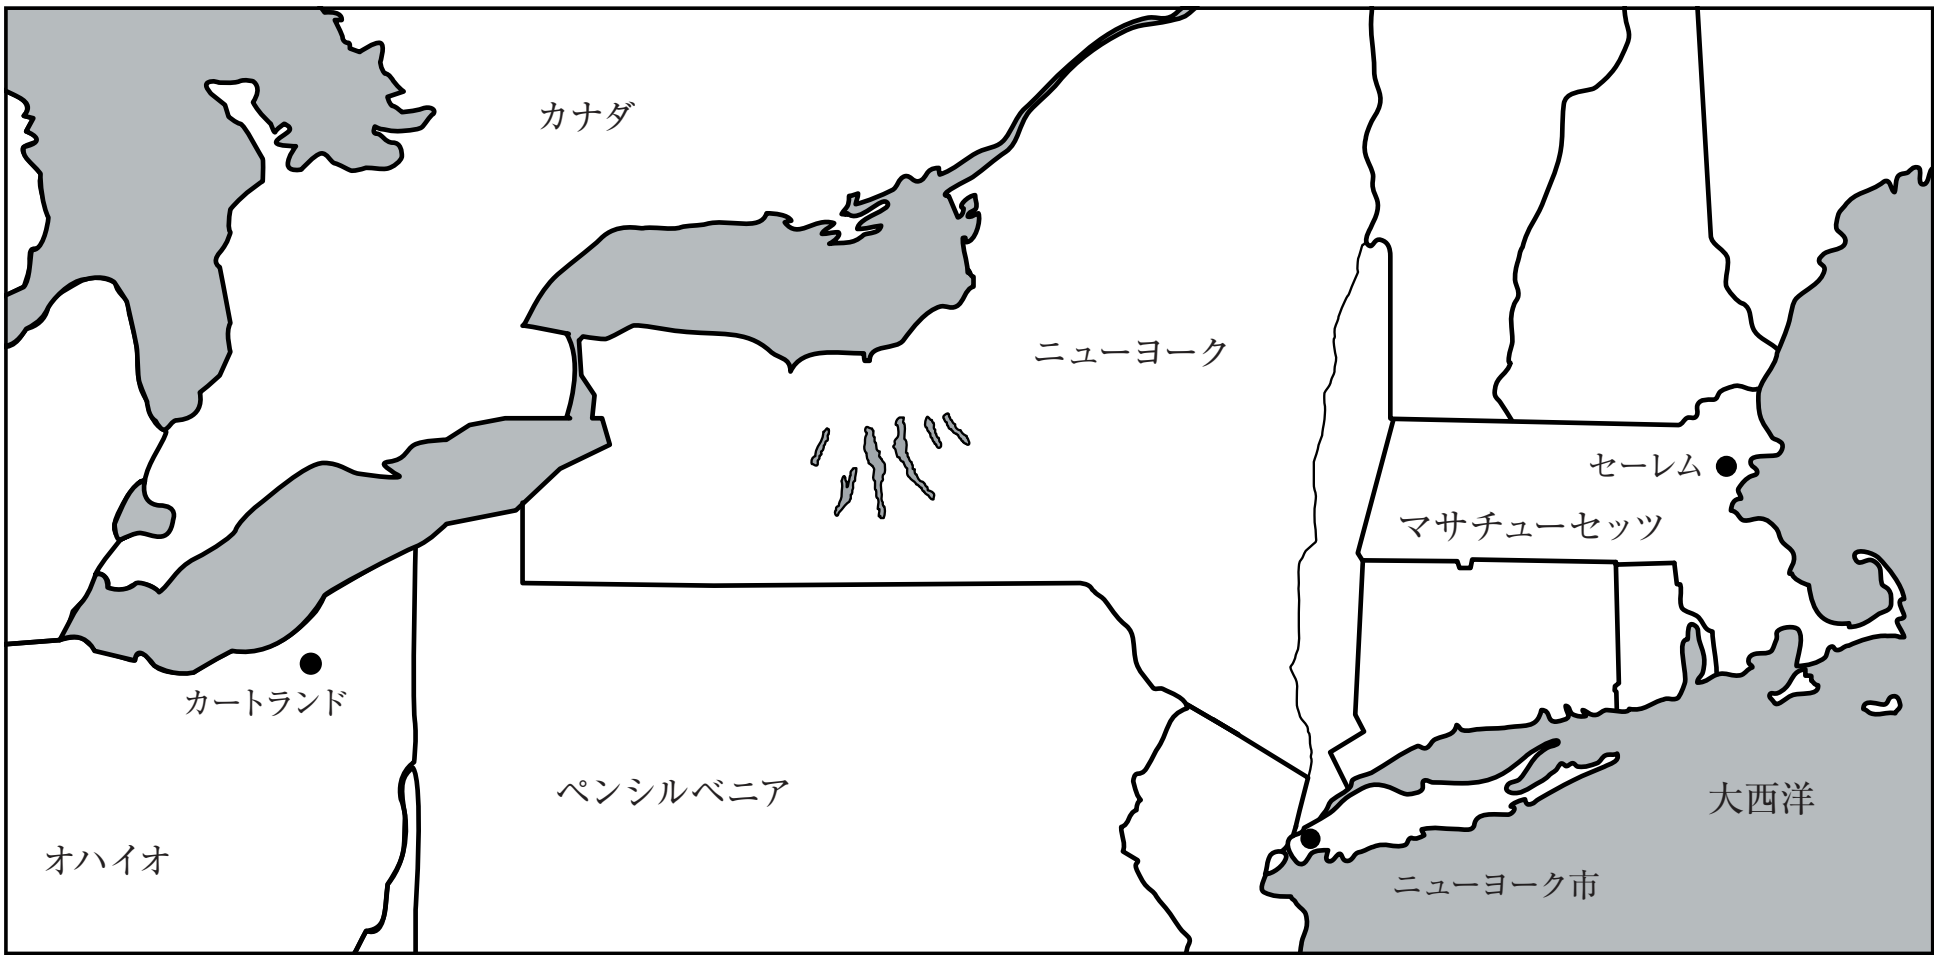 カナダ
ニューヨーク
セーレム
マサチューセッツ
カートランド
ペンシルベニア
大西洋
オハイオ
ニューヨーク市